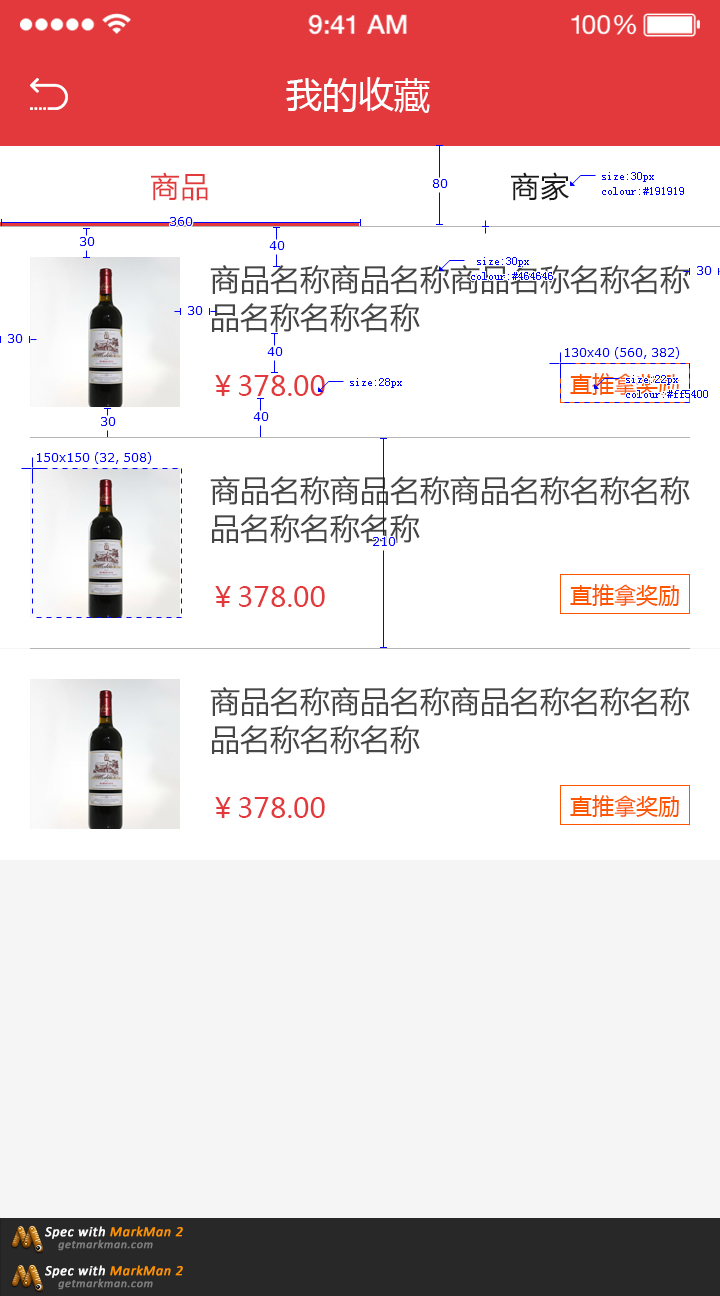 9:41 AM
100%
我的收藏
商品
商家
size:30px
colour:#191919
80
360
30
40
size:30px
colour:#464646
30
商品名称商品名称商品名称名称名称
品名称名称名称
30
30
40
130x40 (560, 382)
¥378.00
size:28px
直推拿奖励
size:22px
colour:#ff5400
30
40
150x150 (32, 508)
商品名称商品名称商品名称名称名称
品名称名称名称
210
¥378.00
直推拿奖励
商品名称商品名称商品名称名称名称
品名称名称名称
¥378.00
直推拿奖励
Spec with MarkMan 2
getmarkman.com
Spec with MarkMan 2
getmarkman.com